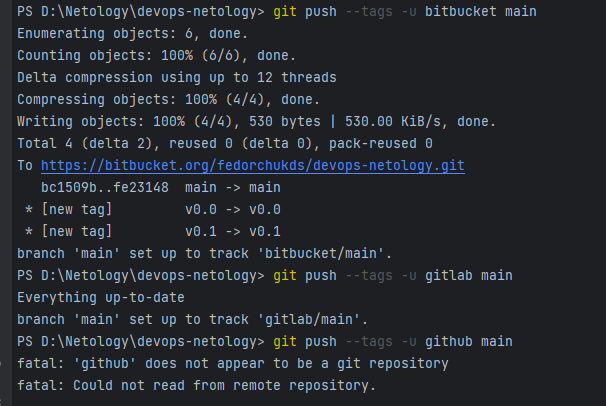 PS D:\Netology\devops-netology> git push --tags -u bitbucket main
Enumerating objects: 6, done.
Counting objects: 100% (6/6), done.
Delta compression using up to 12 threads
Compressing objects: 100% (4/4), done.
Writing objects: 100% (4/4), 530 bytes | 530.00 KiB/s, done.
Total 4 (delta 2), reused 0 (delta 0), pack-reused 0
To https://bitbucket.org/fedorchukds/devops-netology.git
   bc1509b..fe23148  main -> main
 * [new tag]         v0.0 -> v0.0
 * [new tag]         v0.1 -> v0.1
branch 'main' set up to track 'bitbucket/main'.
PS D:\Netology\devops-netology> git push --tags -u gitlab main
Everything up-to-date
branch 'main' set up to track 'gitlab/main'.
PS D:\Netology\devops-netology> git push --tags -u github main
fatal: 'github' does not appear to be a git repository
fatal: Could not read from remote repository.